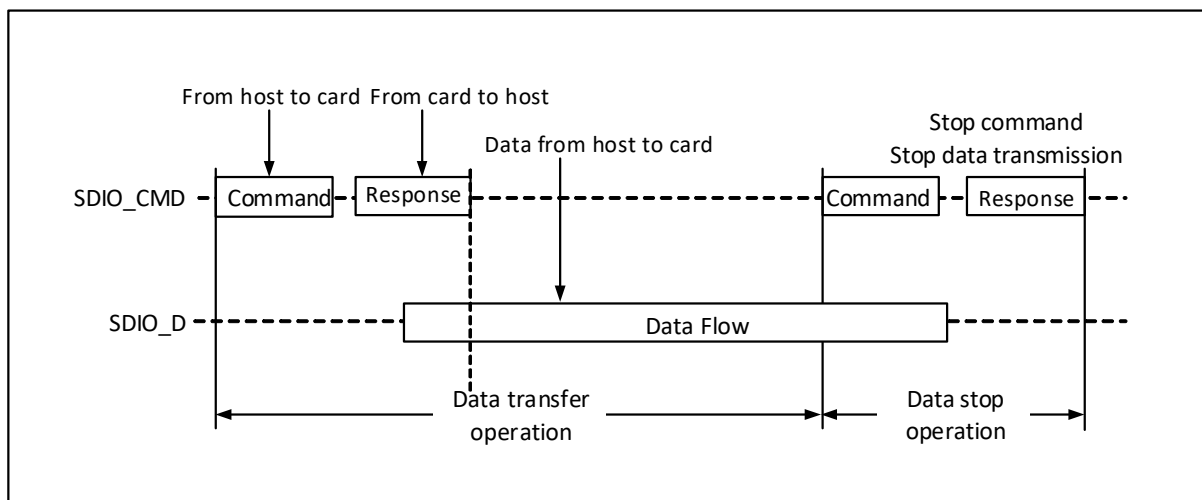 From host to card
From card to host
Data from host to card
Stop command
Stop data transmission
SDIO_CMD
Command
Response
Command
Response
SDIO_D
Data Flow
Data transfer
operation
Data stop
operation